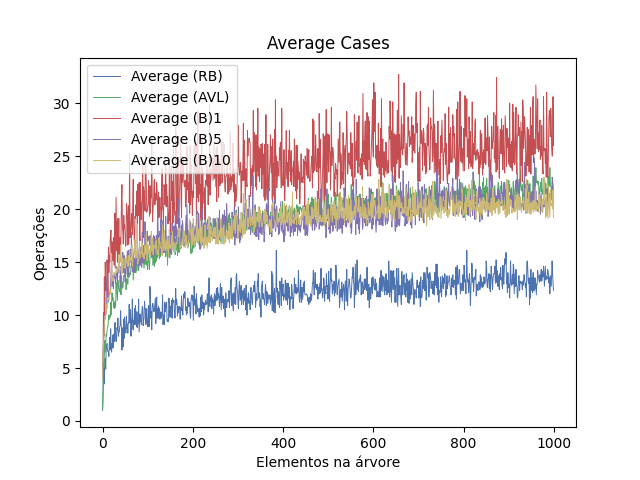 Average Cases
Average (RB)
Average (AVL)
Average (B)1
Average (B)5
Average (B)10
30
25
20
15
10
5
0
Operações
0 200 400 600 800 1000
Elementos na árvore